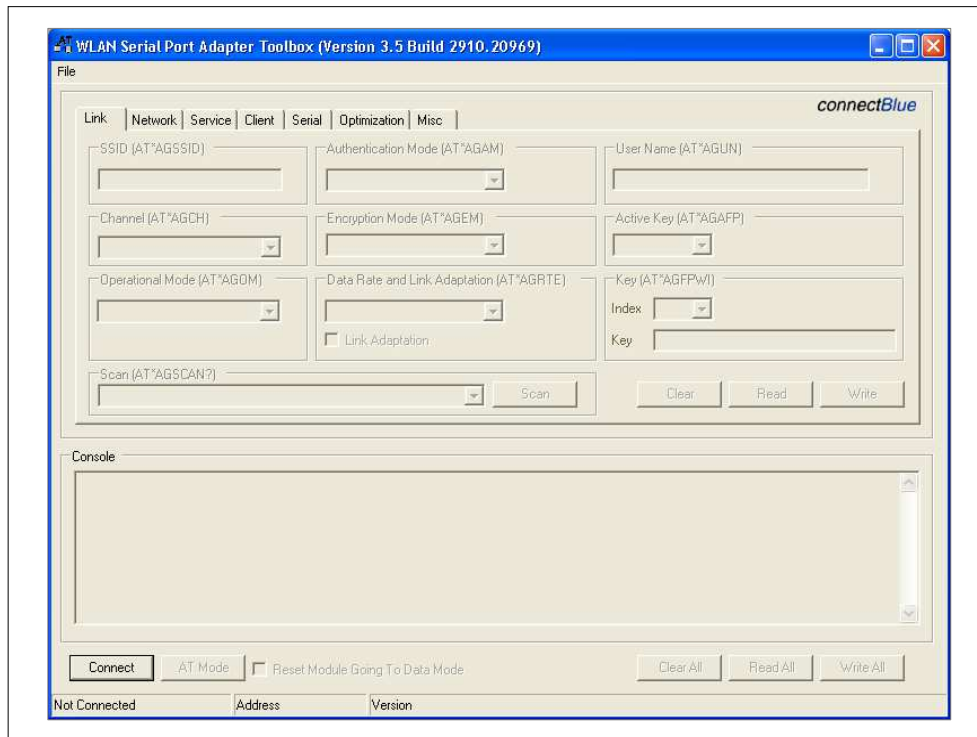 WLAN Serial Port Adapter Toolbox (Version 3.5 Build 2910.20969)
File
connectBlue
Link Network Service Client Serial Optimization Misc
SSID (AT*AGSSID) Authentication Mode (AT*AGAM) User Name (AT*AGUN)
Channel (AT*AGCH) Encryption Mode (AT*AGEM) Active Key (AT*AGAFP)
Operational Mode (AT*AGOM) Data Rate and Link Adaptation (AT*AGRTE) Key (AT*AGFPWI)
Index
Link Adaptation Key
Scan (AT*AGSCAN?)
Scan Clear Read Write
Console
Connect AT Mode Reset Module Going To Data Mode Clear All Read All Write All
Not Connected Address Version